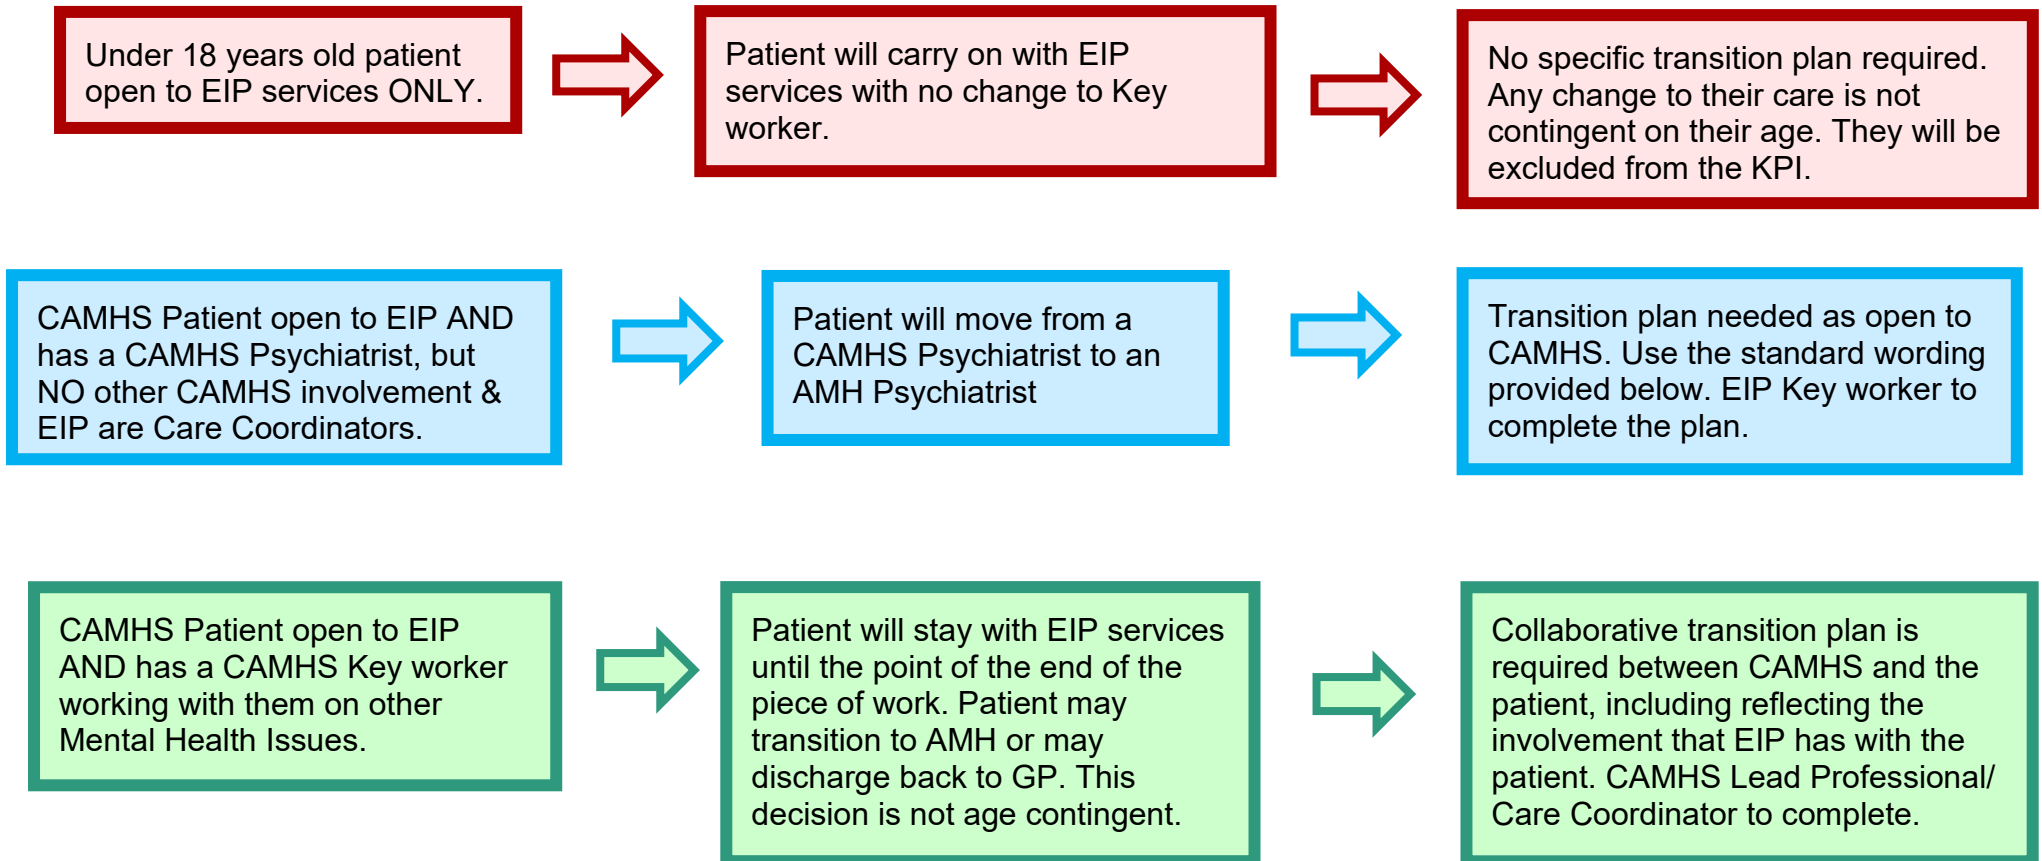 Under 18 years old patient
open to EIP services ONLY.
Patient will carry on with EIP
services with no change to Key
worker.
No specific transition plan required.
Any change to their care is not
contingent on their age. They will be
excluded from the KPI.
CAMHS Patient open to EIP AND
has a CAMHS Psychiatrist, but
NO other CAMHS involvement &
EIP are Care Coordinators.
Patient will move from a
CAMHS Psychiatrist to an
AMH Psychiatrist
Transition plan needed as open to
CAMHS. Use the standard wording
provided below. EIP Key worker to
complete the plan.
CAMHS Patient open to EIP
AND has a CAMHS Key worker
working with them on other
Mental Health Issues.
Patient will stay with EIP services
until the point of the end of the
piece of work. Patient may
transition to AMH or may
discharge back to GP. This
decision is not age contingent.
Collaborative transition plan is
required between CAMHS and the
patient, including reflecting the
involvement that EIP has with the
patient. CAMHS Lead Professional/
Care Coordinator to complete.